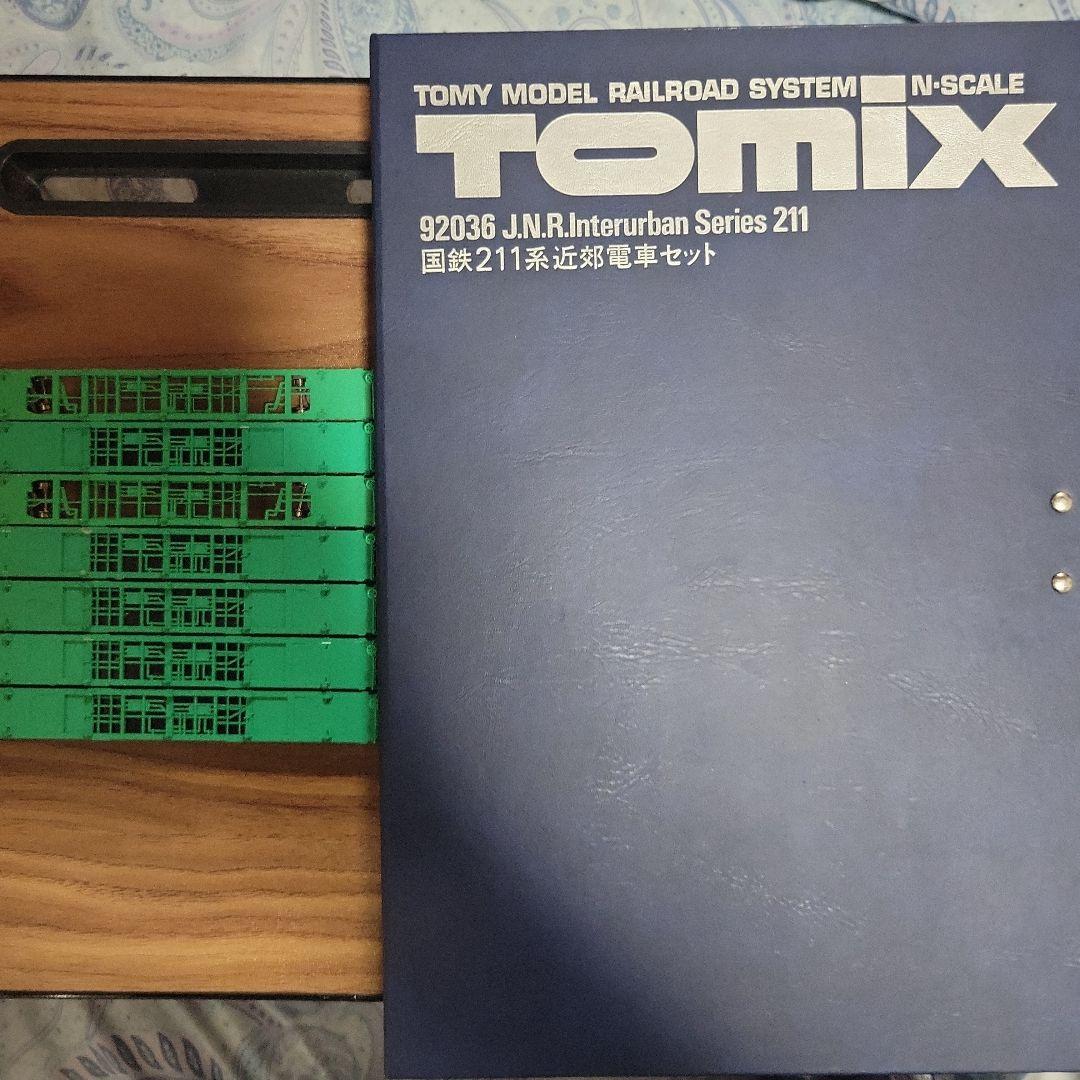 TOMY MODEL RAILROAD SYSTEM N·SCALE
TOMIX
92036 J.N.R.Interurban Series 211
国鉄211系近郊電車セット